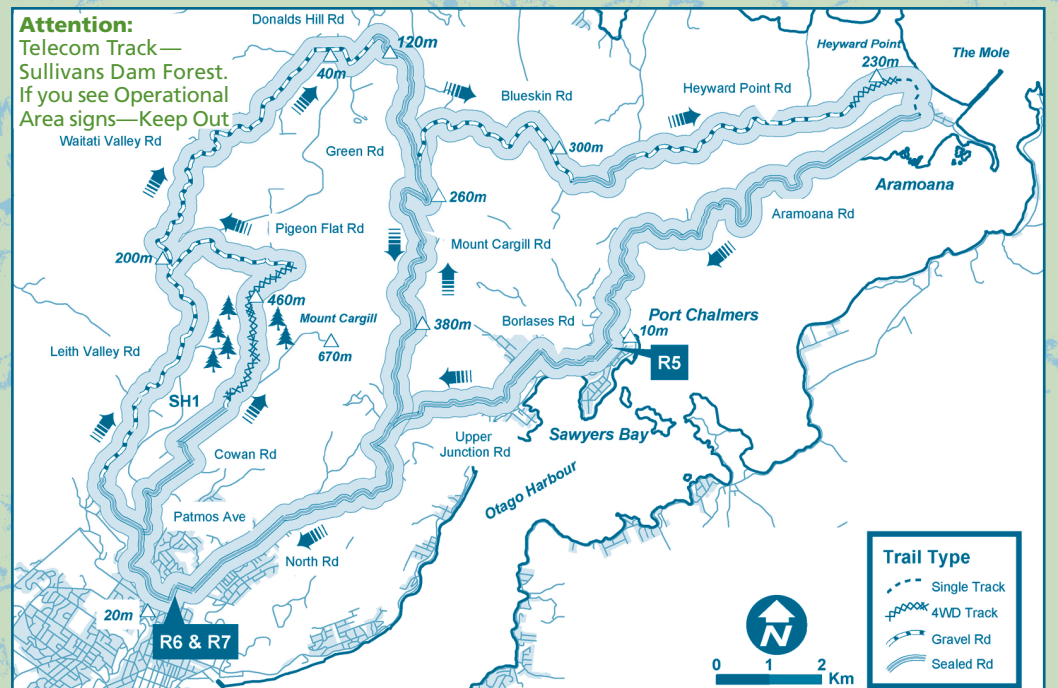 Attention:
Telecom Track—
Sullivans Dam Forest.
If you see Operational
Area signs—Keep Out
Donalds Hill Rd
120m
40m
Heyward Point
230m
The Mole
Blueskin Rd
Heyward Point Rd
Waitati Valley Rd
Green Rd
300m
Aramoana
260m
Aramoana Rd
Pigeon Flat Rd
Mount Cargill Rd
200m
460m
Mount Cargill
670m
380m
Borlases Rd
Port Chalmers
10m
R5
Leith Valley Rd
SH1
Upper
Junction Rd
Sawyers Bay
Cowan Rd
Otago Harbour
Patmos Ave
North Rd
20m
R6 & R7
Trail Type
Single Track
4WD Track
Gravel Rd
Sealed Rd
N
0 1 2
Km